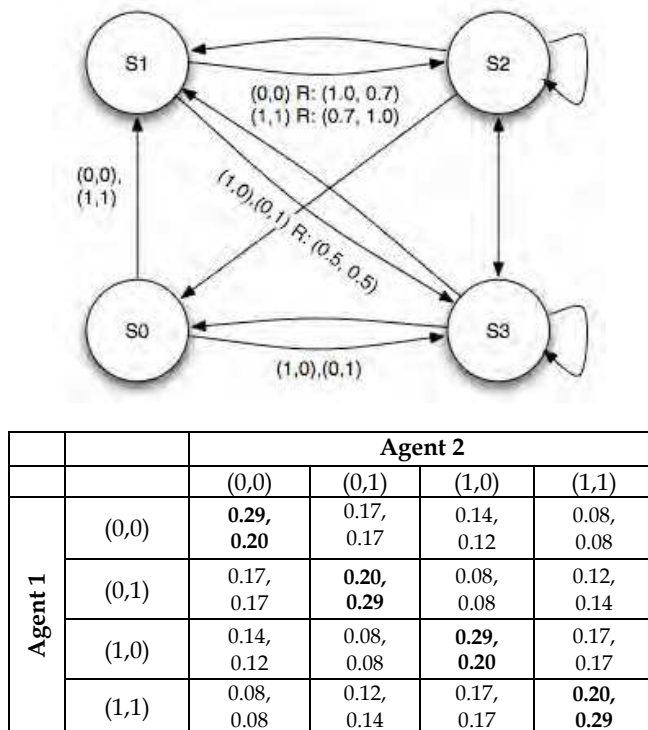 S1
S2
(0,0) R: (1.0, 0.7)
(1,1) R: (0.7, 1.0)
(0,0),
(1,1)
(1,0),(0,1) R: (0.5, 0.5)
S0
S3
(1,0),(0,1)
Agent 2
(0,0) (0,1) (1,0) (1,1)
Agent 1
(0,0) 0.29, 0.17, 0.14, 0.08,
0.20 0.17 0.12 0.08
(0,1) 0.17, 0.20, 0.08, 0.12,
0.17 0.29 0.08 0.14
(1,0) 0.14, 0.08, 0.29, 0.17,
0.12 0.08 0.20 0.17
(1,1) 0.08, 0.12, 0.17, 0.20,
0.08 0.14 0.17 0.29